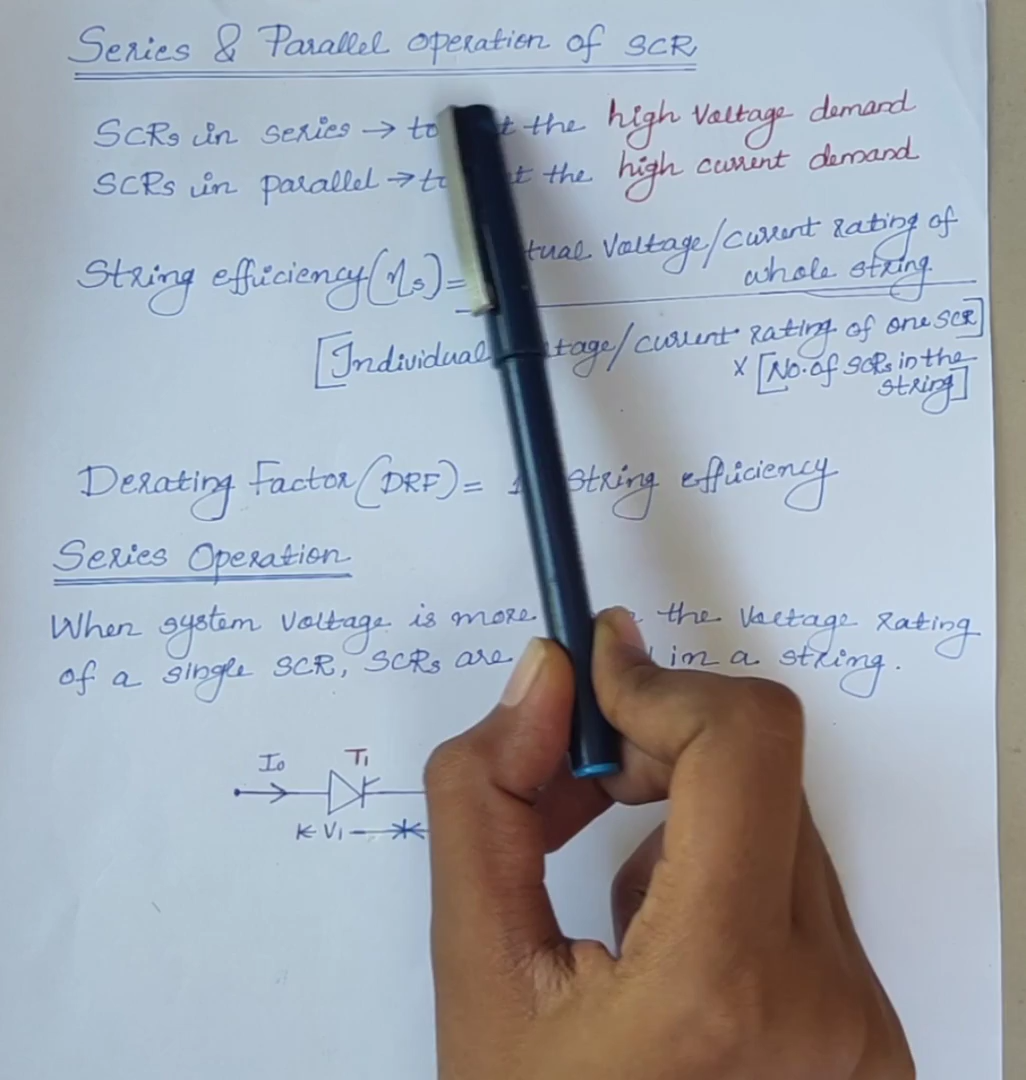 Series & Parallel operation of SCR
SCRs in series → to the high Voltage demand
SCRs in parallel → to the high current demand
String efficiency (ηs) = Voltage/current rating of
whole string
[Individual /current rating of one SCR]
× [No. of SCRs in the
string]
Derating Factor (DRF) = 1 String efficiency
Series Operation
When system Voltage is more the Voltage rating
of a single SCR, SCRs are in a string.
Io T1
V1